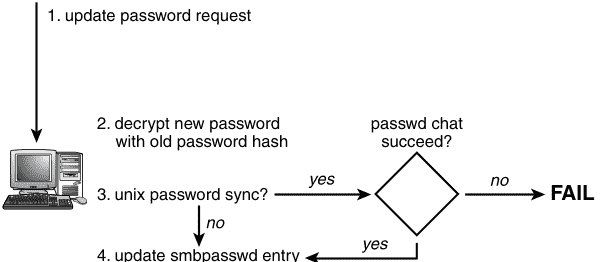 1. update password request
2. decrypt new password
with old password hash
passwd chat
succeed?
3. unix password sync?
yes
no
FAIL
no
4. update smbpasswd entry
yes